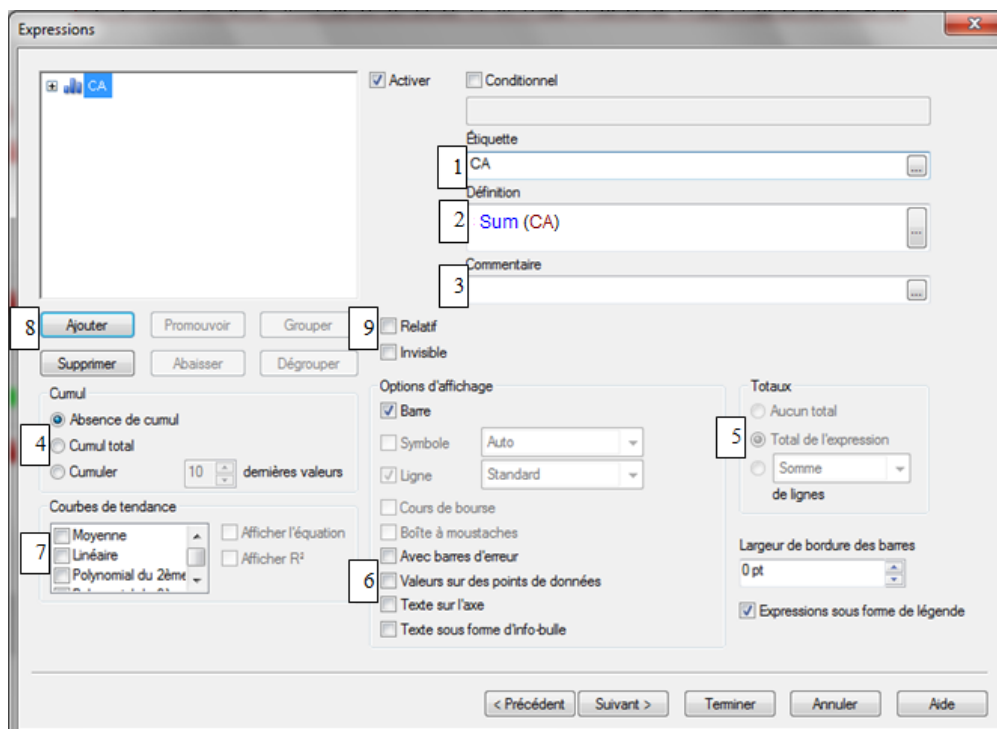 Expressions
CA
Activer
Conditionnel
Étiquette
1
CA
...
Définition
2
Sum (CA)
...
Commentaire
3
...
8
Ajouter
Promouvoir
Grouper
9
Relatif
Supprimer
Abaisser
Dégrouper
Invisible
Cumul
Absence de cumul
4
Cumul total
Cumuler
10
dernières valeurs
Courbes de tendance
7
Moyenne
Linéaire
Polynomial du 2ème
Afficher l'équation
Afficher R²
Options d'affichage
Barre
Symbole
Auto
Ligne
Standard
Cours de bourse
Boîte à moustaches
Avec barres d'erreur
6
Valeurs sur des points de données
Texte sur l'axe
Texte sous forme d'info-bulle
Totaux
Aucun total
5
Total de l'expression
Somme
de lignes
Largeur de bordure des barres
0 pt
Expressions sous forme de légende
< Précédent
Suivant >
Terminer
Annuler
Aide